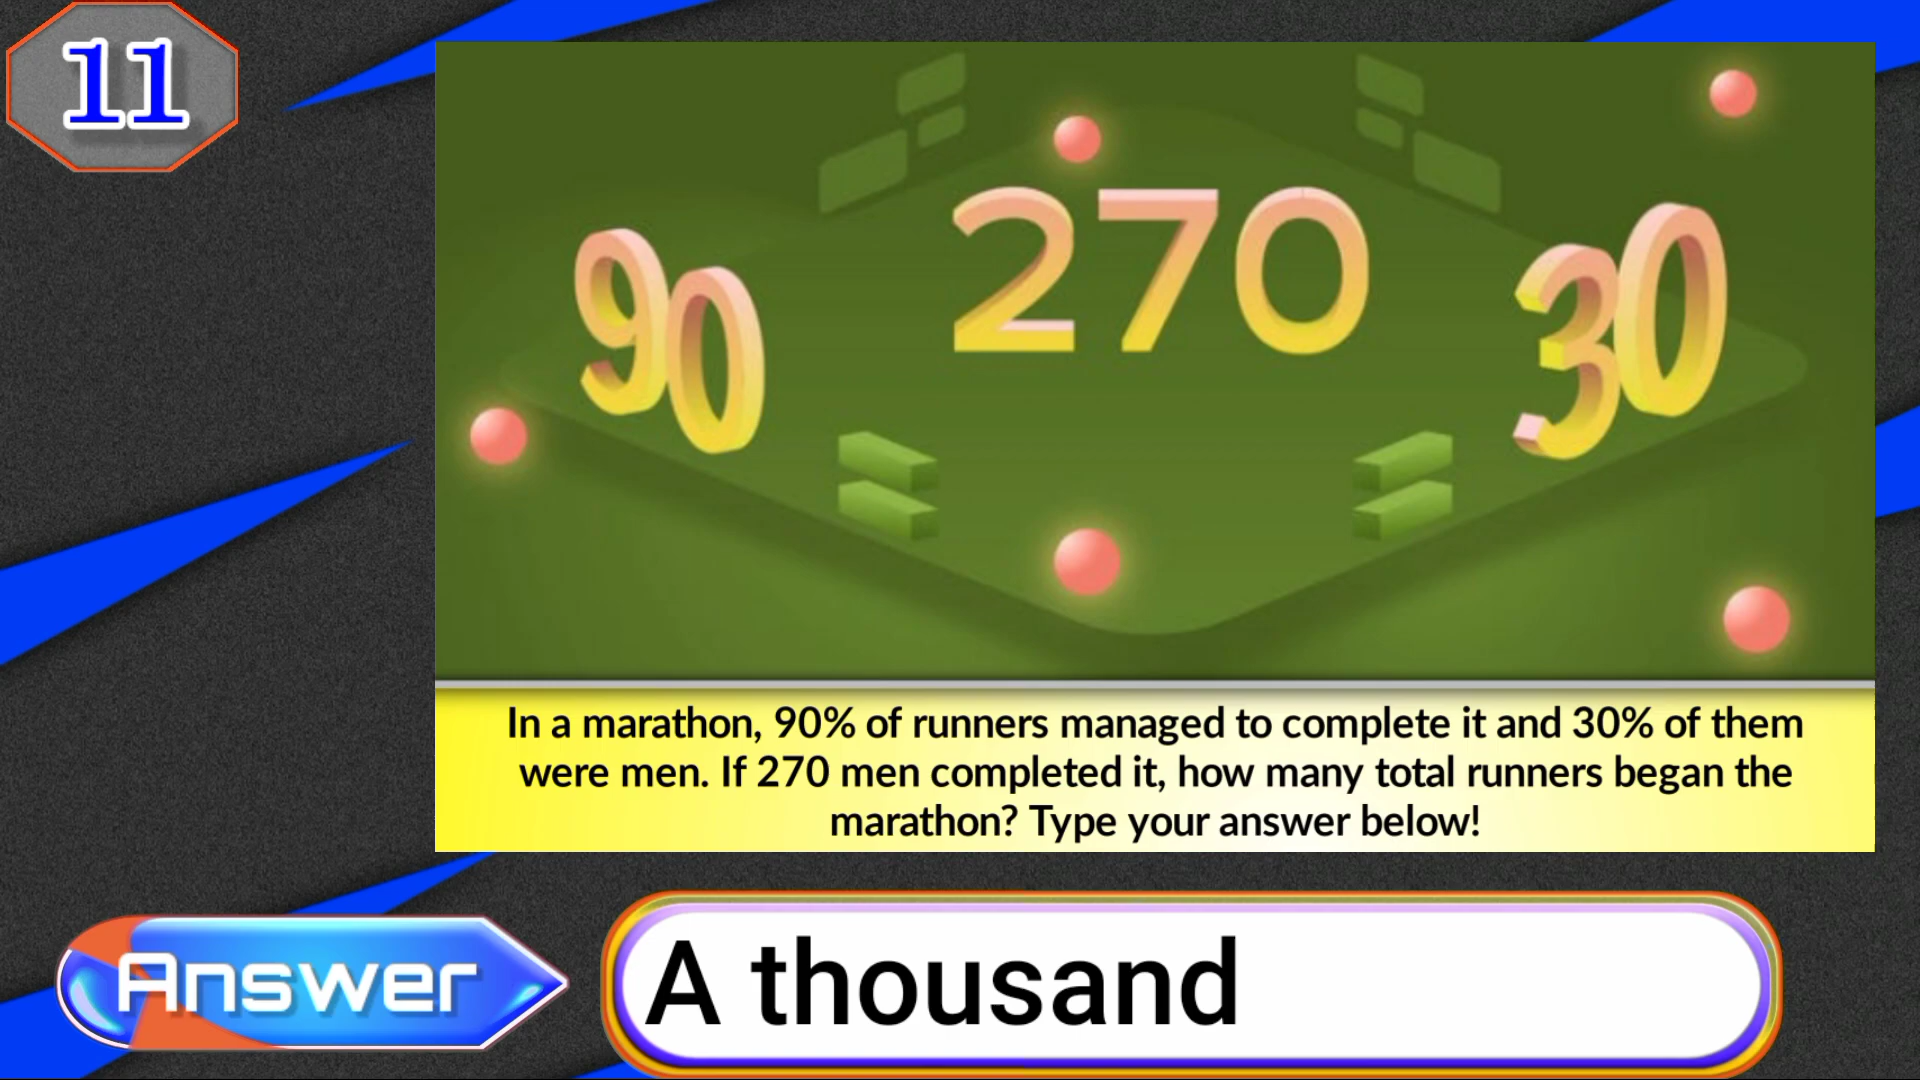 11
90
270
30
In a marathon, 90% of runners managed to complete it and 30% of them
were men. If 270 men completed it, how many total runners began the
marathon? Type your answer below!
Answer
A thousand